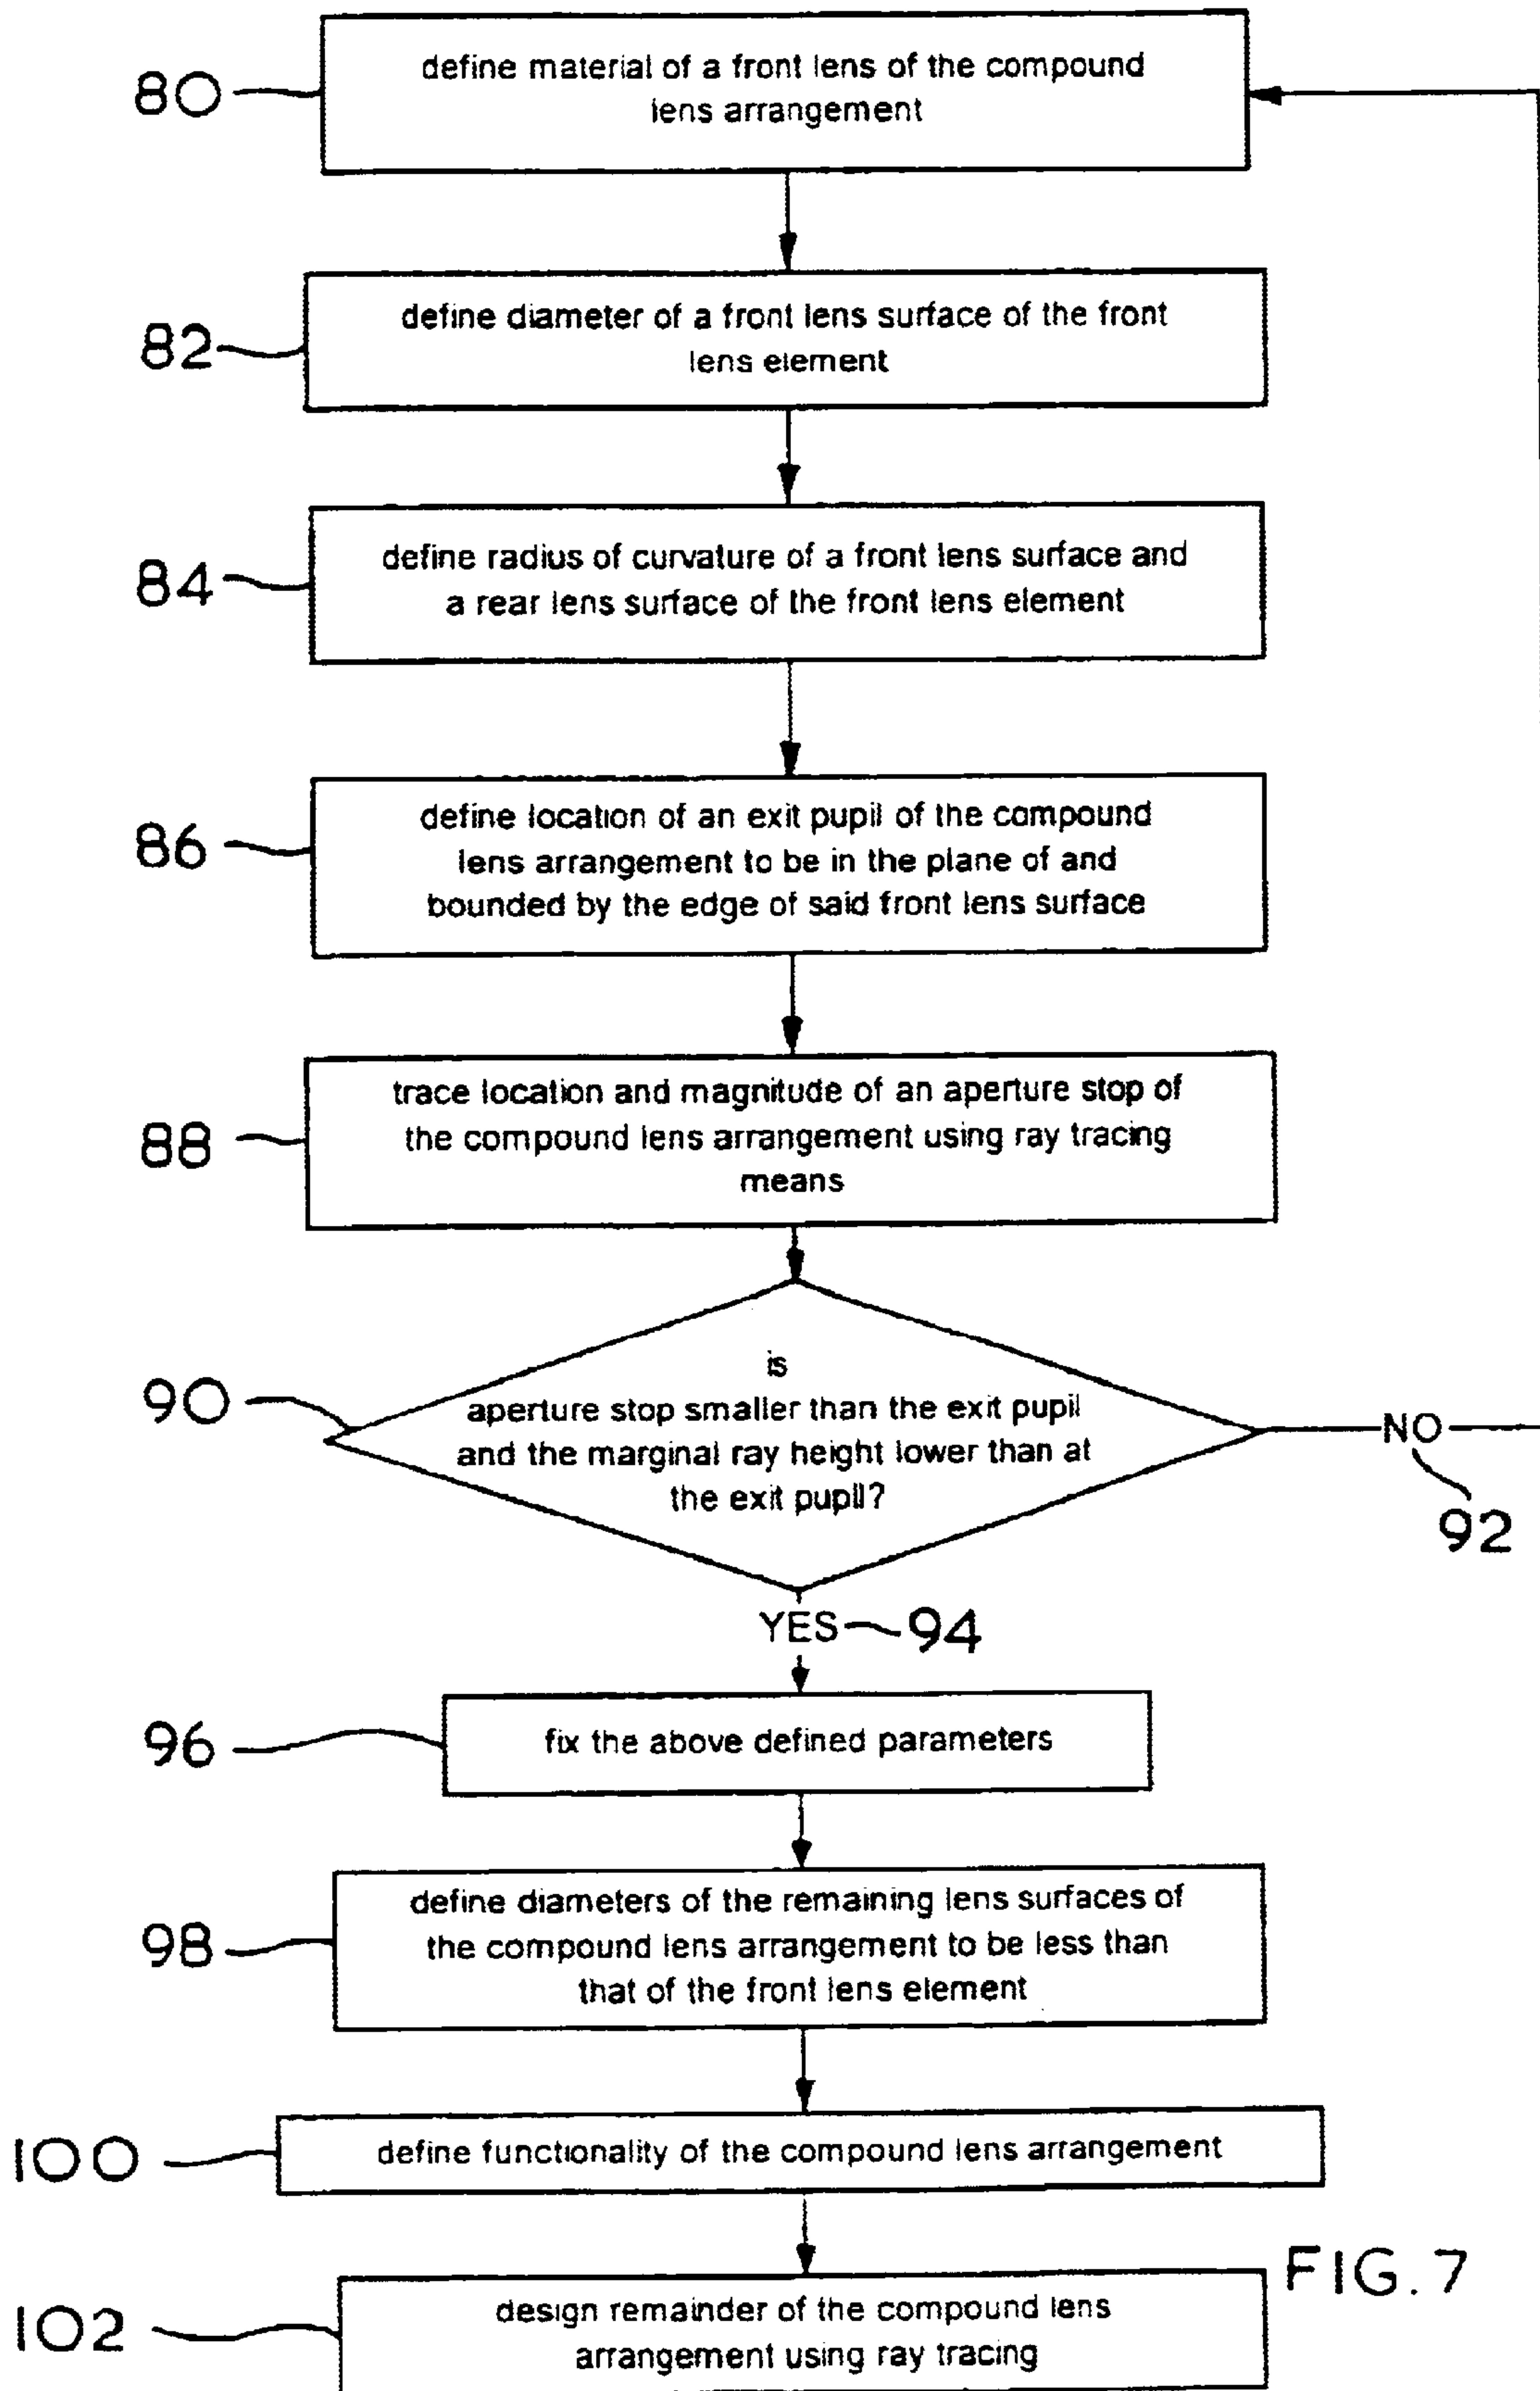 80
define material of a front lens of the compound
lens arrangement
82
define diameter of a front lens surface of the front
lens element
84
define radius of curvature of a front lens surface and
a rear lens surface of the front lens element
86
define location of an exit pupil of the compound
lens arrangement to be in the plane of and
bounded by the edge of said front lens surface
88
trace location and magnitude of an aperture stop of
the compound lens arrangement using ray tracing
means
90
is
aperture stop smaller than the exit pupil
and the marginal ray height lower than at
the exit pupil?
NO
92
YES
94
96
fix the above defined parameters
98
define diameters of the remaining lens surfaces of
the compound lens arrangement to be less than
that of the front lens element
100
define functionality of the compound lens arrangement
102
design remainder of the compound lens
arrangement using ray tracing
FIG. 7